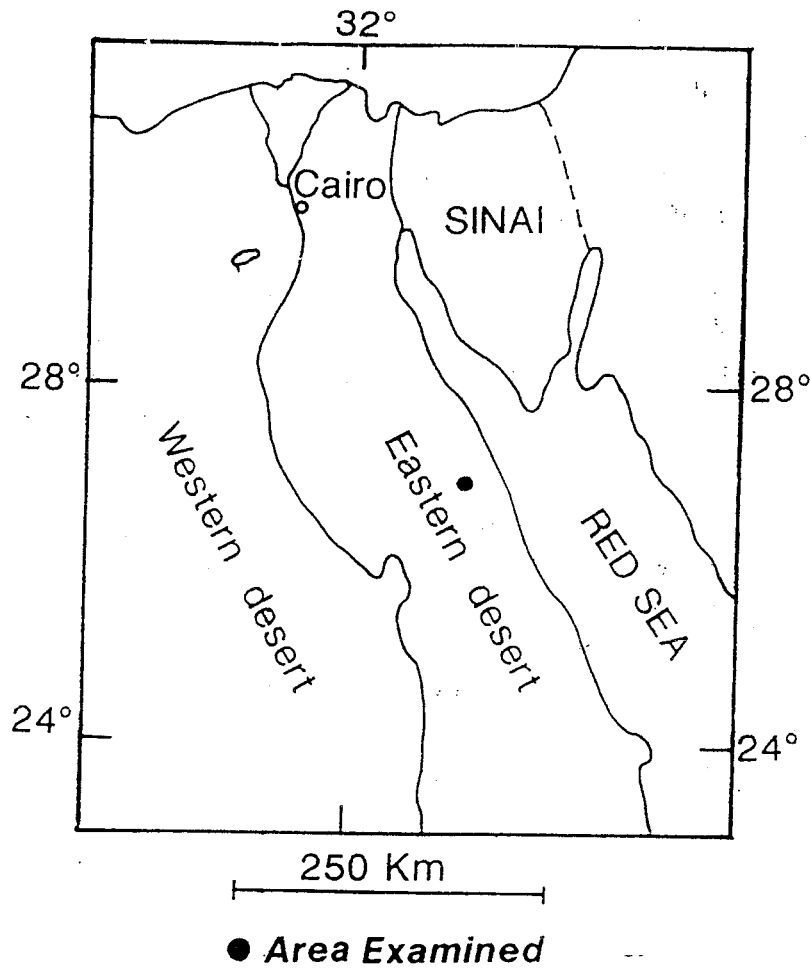 32°
Cairo
SINAI
28°
28°
Western desert
Eastern desert
RED SEA
24°
24°
250 Km
● Area Examined